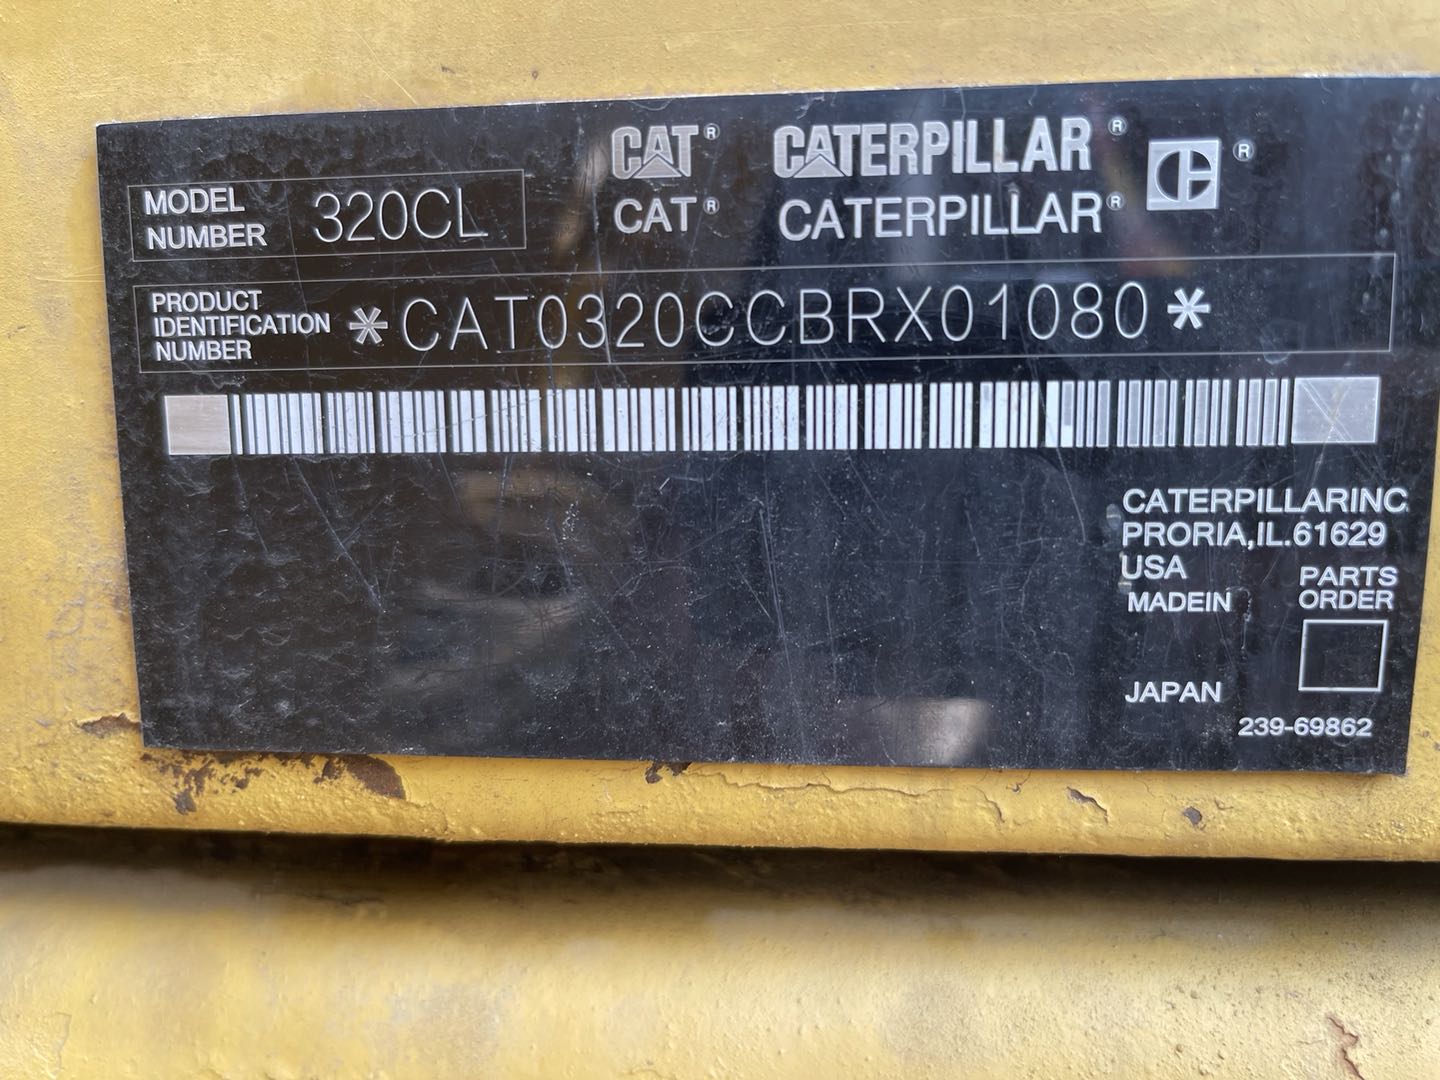 CAT® CATERPILLAR® ®
CAT® CATERPILLAR®
MODEL
NUMBER
320CL
PRODUCT
IDENTIFICATION
NUMBER
*CAT0320CCBRX01080*
CATERPILLARINC
PRORIA,IL.61629
USA
MADEIN
JAPAN
PARTS
ORDER
239-69862